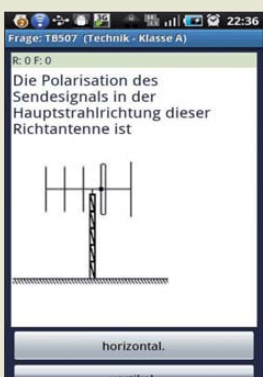 22:36
Frage: TB507 (Technik - Klasse A)
R: 0 F: 0
Die Polarisation des
Sendesignals in der
Hauptstrahlrichtung dieser
Richtantenne ist
horizontal.